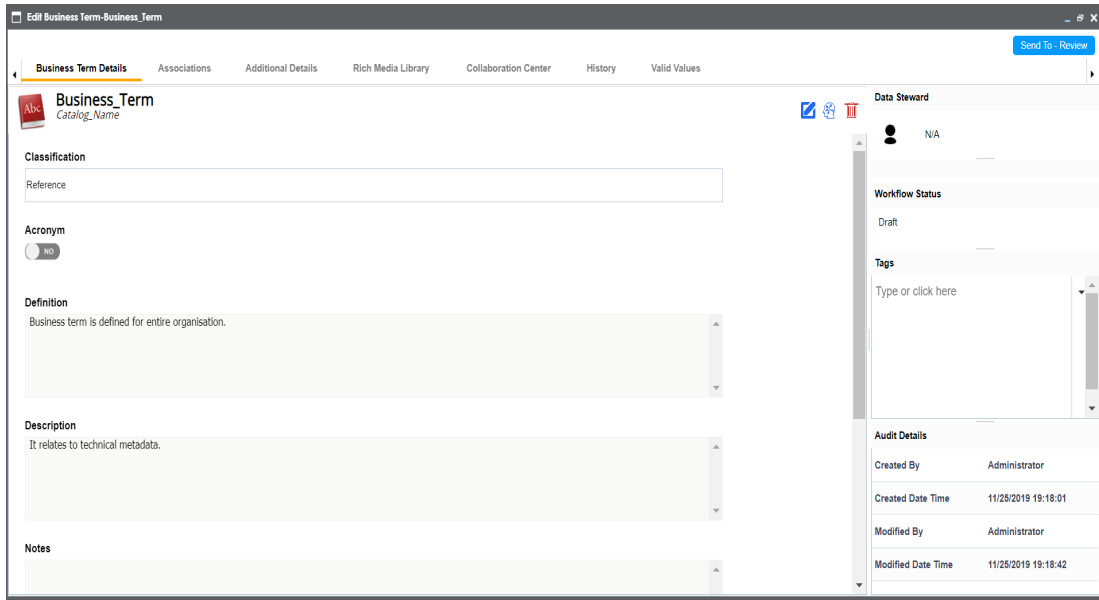 Edit Business Term-Business_Term
Send To - Review
Business Term Details Associations Additional Details Rich Media Library Collaboration Center History Valid Values
Abc
Business_Term
Catalog_Name
Classification
Reference
Acronym
NO
Definition
Business term is defined for entire organisation.
Description
It relates to technical metadata.
Notes
Data Steward
N/A
Workflow Status
Draft
Tags
Type or click here
Audit Details
Created By Administrator
Created Date Time 11/25/2019 19:18:01
Modified By Administrator
Modified Date Time 11/25/2019 19:18:42